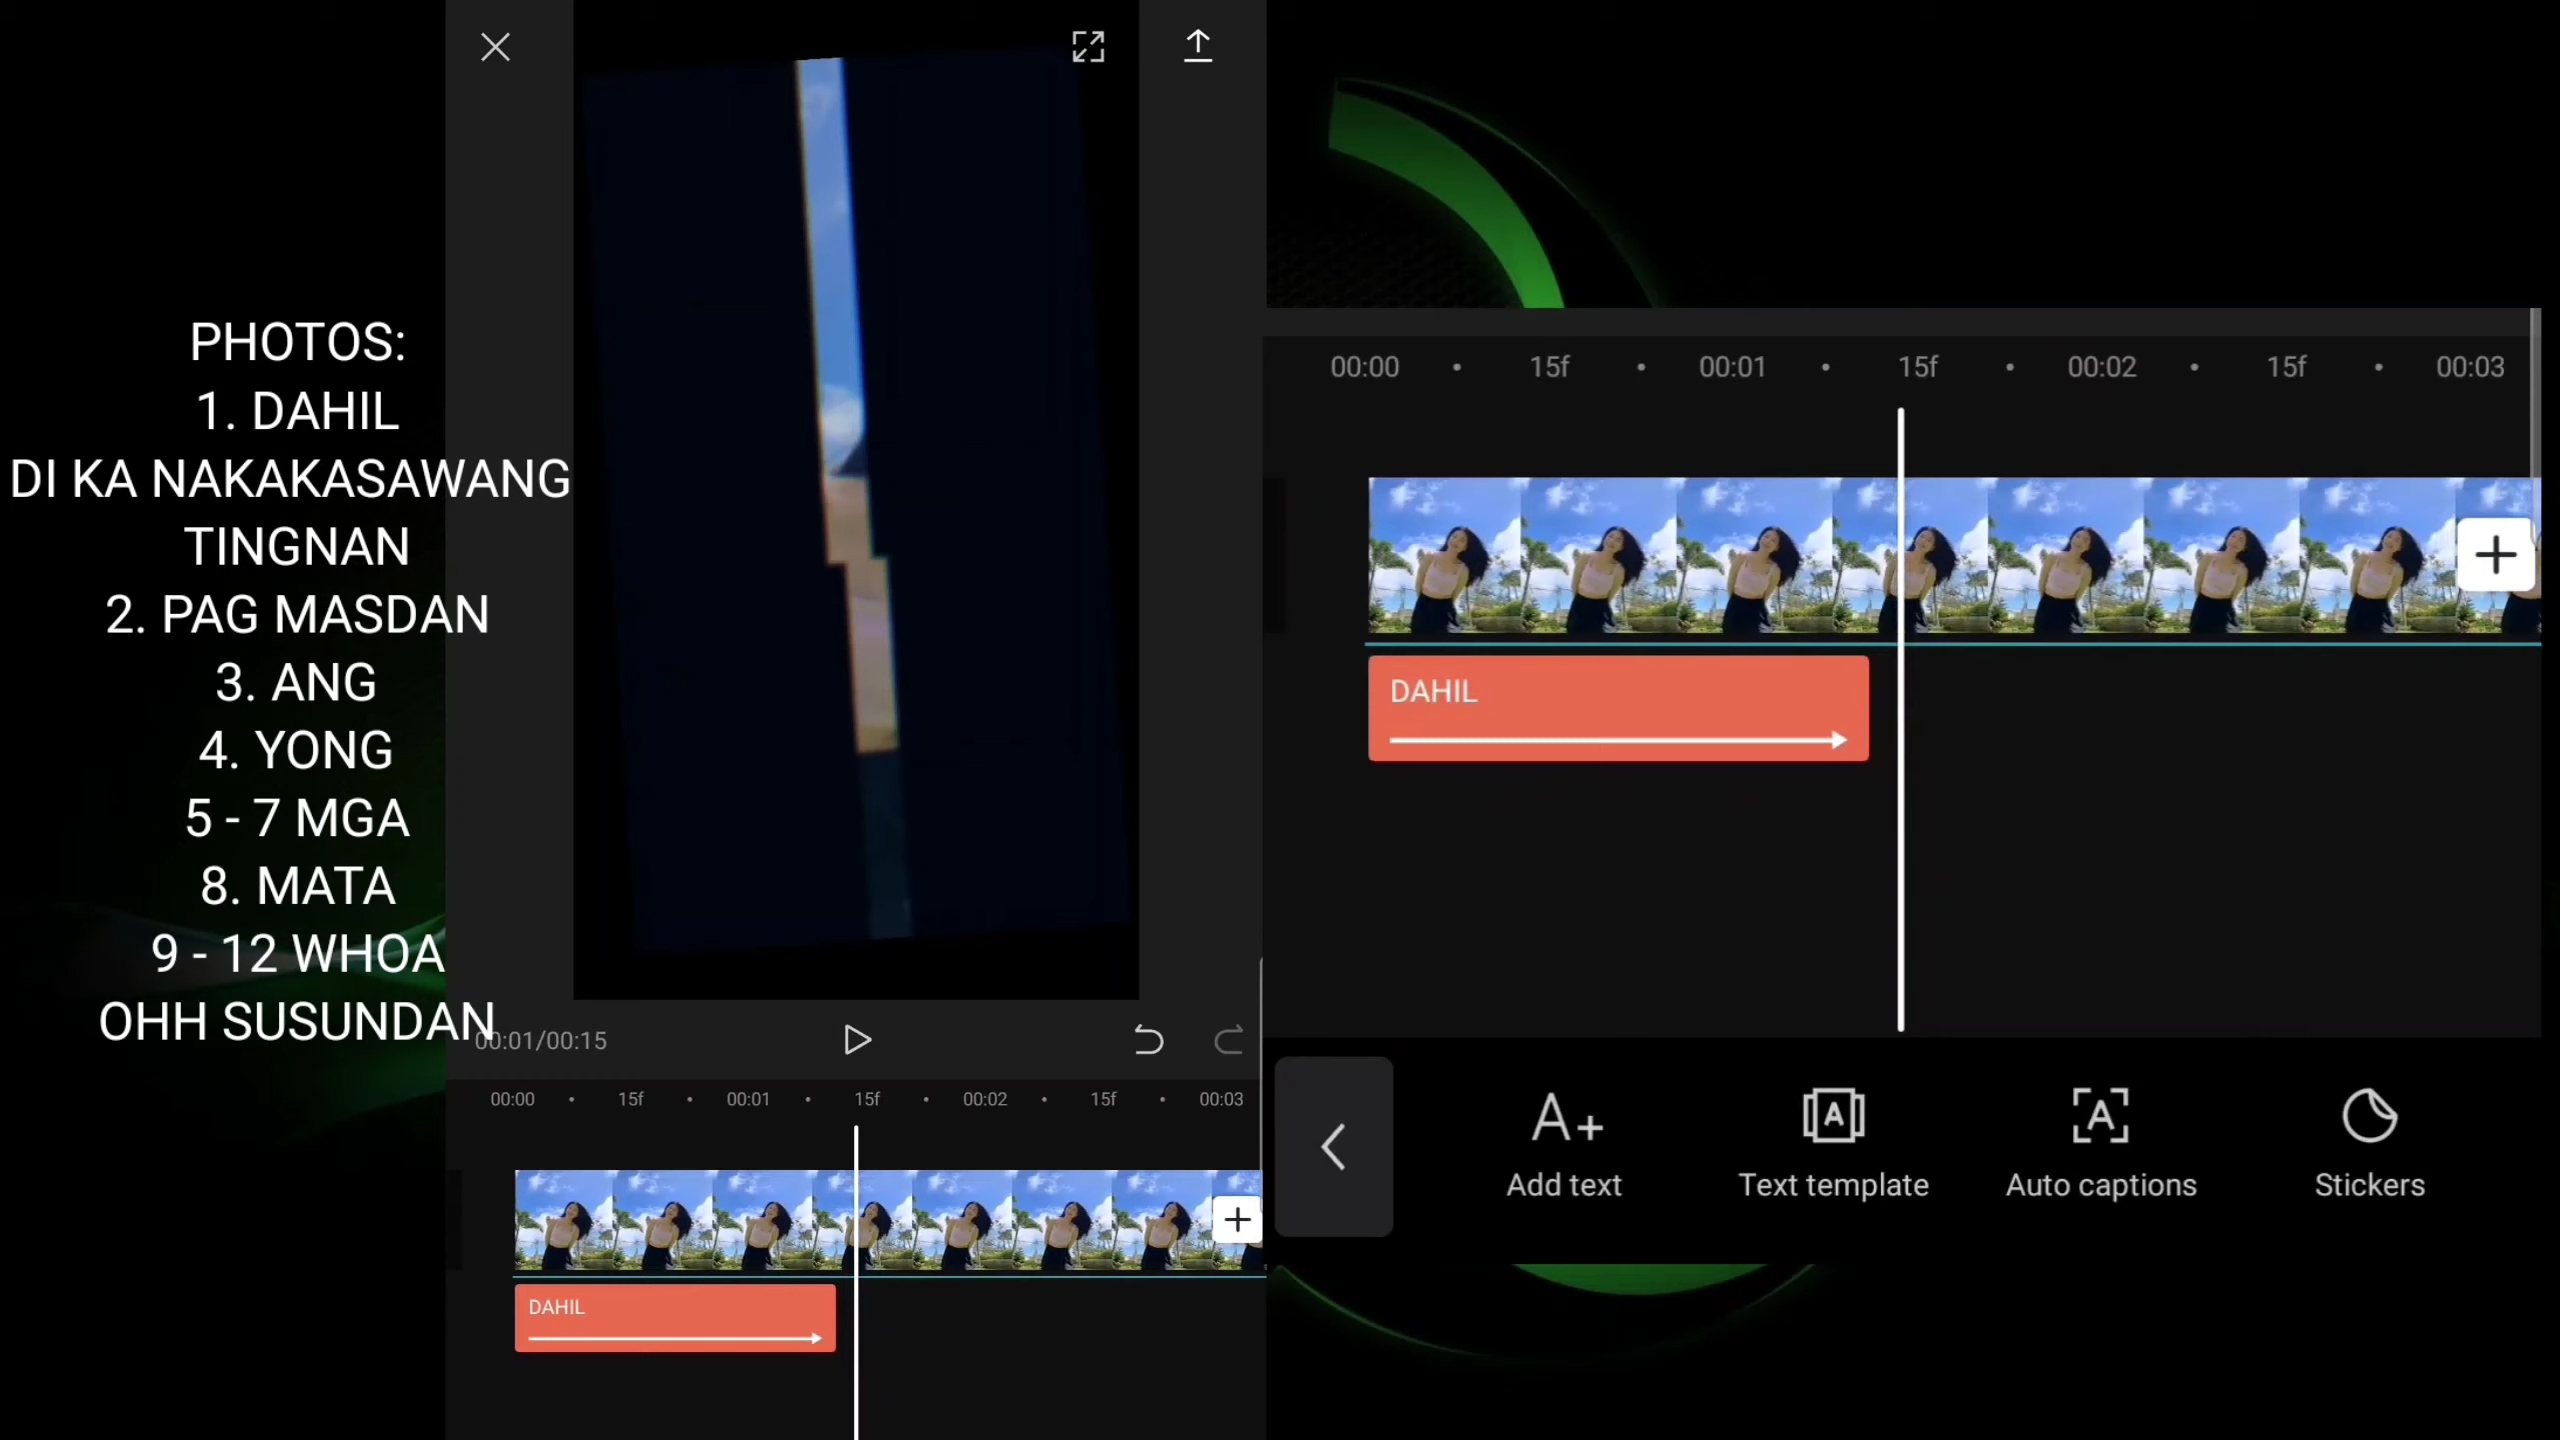 PHOTOS:
1. DAHIL
DI KA NAKAKASAWANG
TINGNAN
2. PAG MASDAN
3. ANG
4. YONG
5 - 7 MGA
8. MATA
9 - 12 WHOA
OHH SUSUNDAN
00:01/00:15
00:00 15f 00:01 15f 00:02 15f 00:03
DAHIL
00:00 15f 00:01 15f 00:02 15f 00:03
DAHIL
A+ A A
Add text Text template Auto captions Stickers